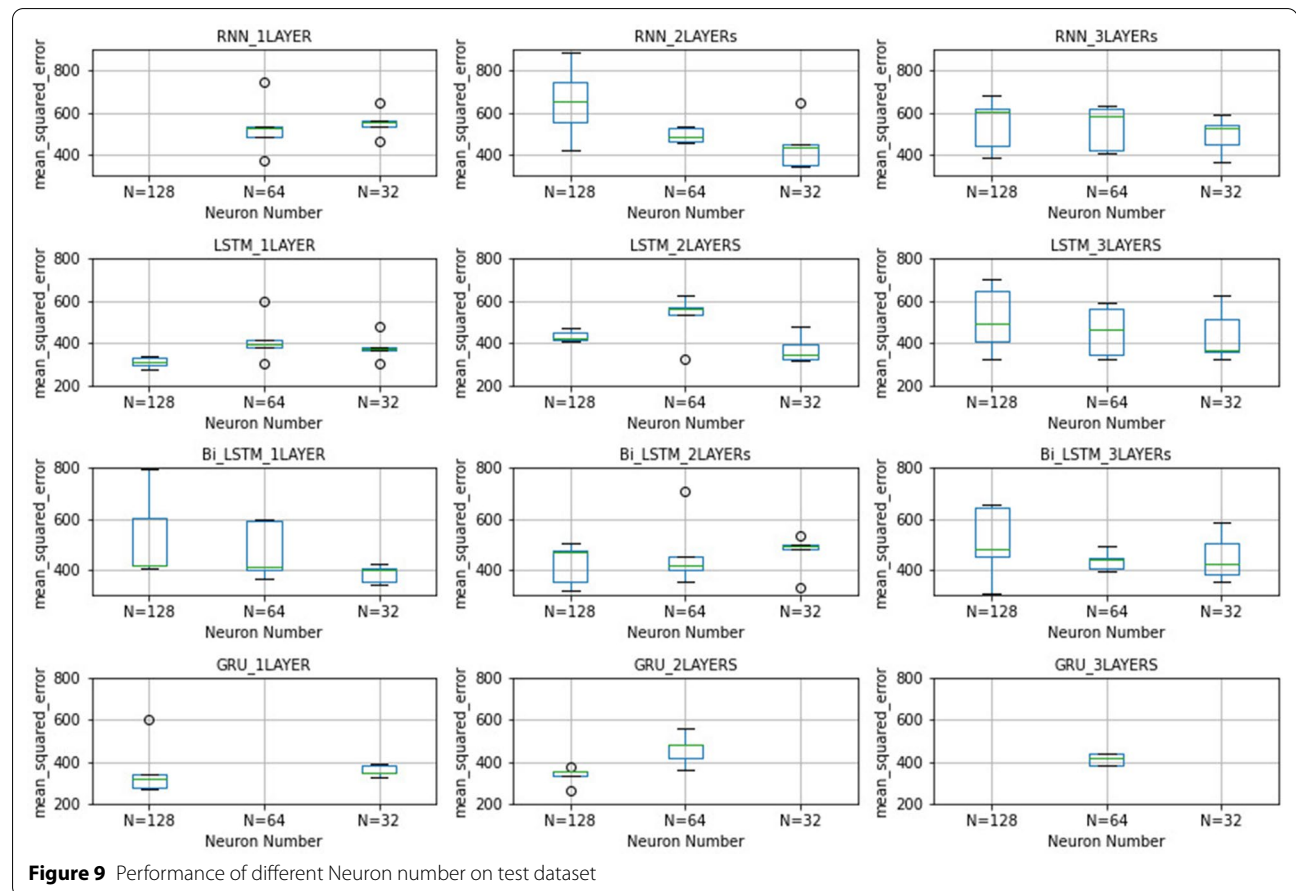 RNN_1LAYER
mean_squared_error
800
600
400
N=128 N=64 N=32
Neuron Number
RNN_2LAYERs
mean_squared_error
800
600
400
N=128 N=64 N=32
Neuron Number
RNN_3LAYERs
mean_squared_error
800
600
400
N=128 N=64 N=32
Neuron Number
LSTM_1LAYER
mean_squared_error
800
600
400
200
N=128 N=64 N=32
Neuron Number
LSTM_2LAYERS
mean_squared_error
800
600
400
200
N=128 N=64 N=32
Neuron Number
LSTM_3LAYERS
mean_squared_error
800
600
400
200
N=128 N=64 N=32
Neuron Number
Bi_LSTM_1LAYER
mean_squared_error
800
600
400
N=128 N=64 N=32
Neuron Number
Bi_LSTM_2LAYERs
mean_squared_error
800
600
400
N=128 N=64 N=32
Neuron Number
Bi_LSTM_3LAYERs
mean_squared_error
800
600
400
N=128 N=64 N=32
Neuron Number
GRU_1LAYER
mean_squared_error
800
600
400
200
N=128 N=64 N=32
Neuron Number
GRU_2LAYERS
mean_squared_error
800
600
400
200
N=128 N=64 N=32
Neuron Number
GRU_3LAYERS
mean_squared_error
800
600
400
200
N=128 N=64 N=32
Neuron Number
Figure 9 Performance of different Neuron number on test dataset